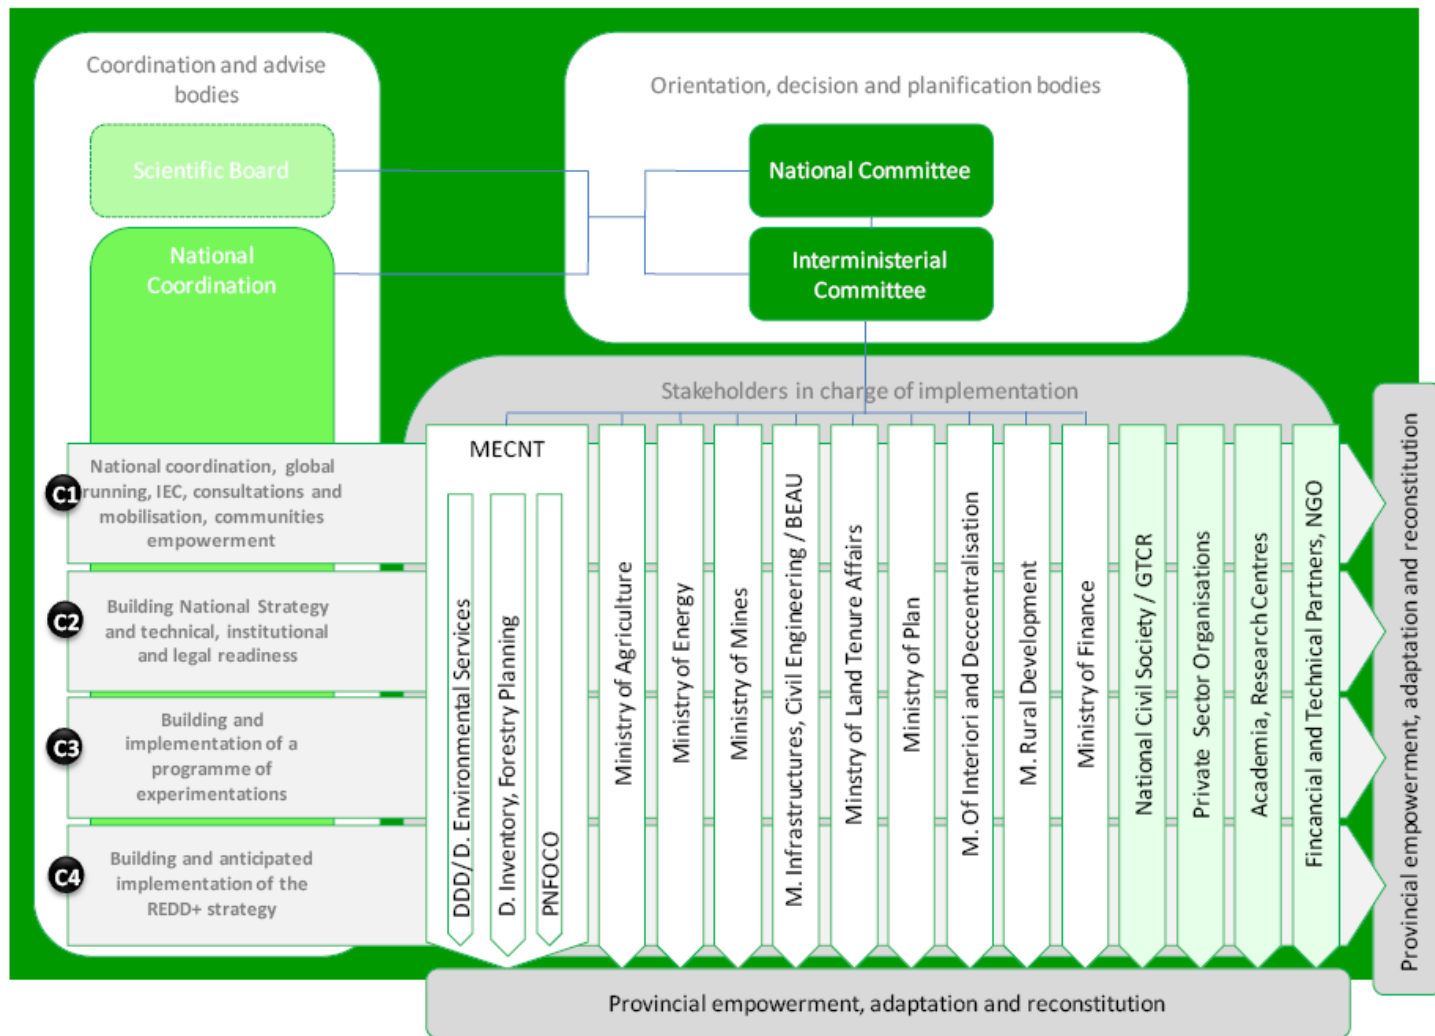 Coordination and advise
bodies
Scientific Board
National
Coordination
Orientation, decision and planification bodies
National Committee
Interministerial
Committee
Stakeholders in charge of implementation
C1
National coordination, global
running, IEC, consultations and
mobilisation, communities
empowerment
C2
Building National Strategy
and technical, institutional
and legal readiness
C3
Building and
implementation of a
programme of
experimentations
C4
Building and anticipated
implementation of the
REDD+ strategy
MECNT
DDD/ D. Environmental Services
D. Inventory, Forestry Planning
PNFOCO
Ministry of Agriculture
Ministry of Energy
Ministry of Mines
M. Infrastructures, Civil Engineering / BEAU
Minstry of Land Tenure Affairs
Ministry of Plan
M. Of Interiori and Deccentralisation
M. Rural Development
Ministry of Finance
National Civil Society / GTCR
Private Sector Organisations
Academia, Research Centres
Fincancial and Technical Partners, NGO
Provincial empowerment, adaptation and reconstitution
Provincial empowerment, adaptation and reconstitution